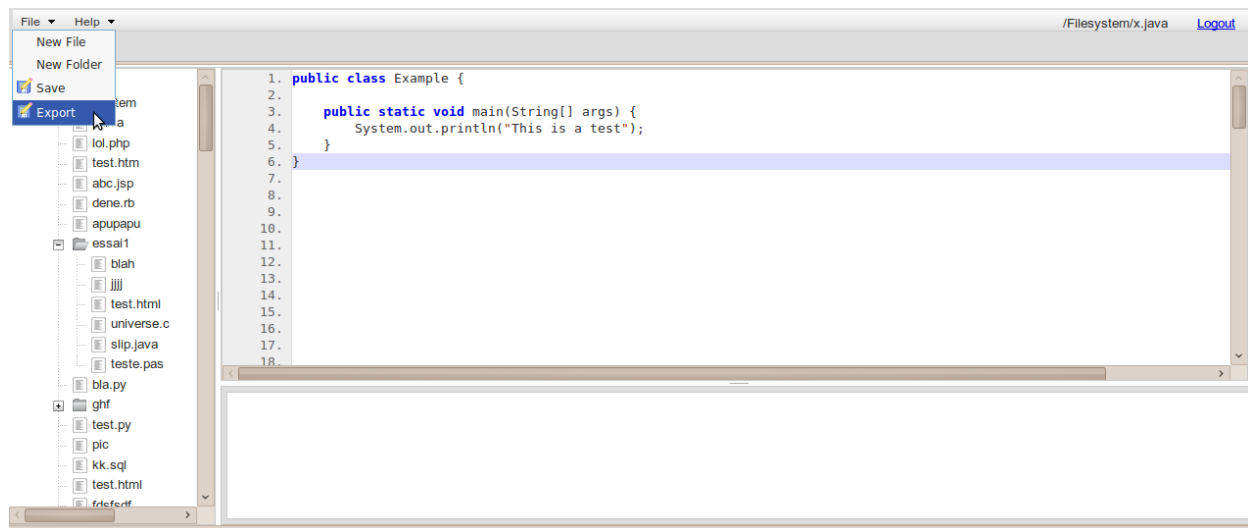 File Help /Filesystem/x.java Logout
New File
New Folder
Save
Export
lol.php
test.htm
abc.jsp
dene.rb
apupapu
essai1
blah
jjjj
test.html
universe.c
slip.java
teste.pas
bla.py
ghf
test.py
pic
kk.sql
test.html
fdsfsdf
1. public class Example {
2.
3. public static void main(String[] args) {
4. System.out.println("This is a test");
5. }
6. }
7.
8.
9.
10.
11.
12.
13.
14.
15.
16.
17.
18.